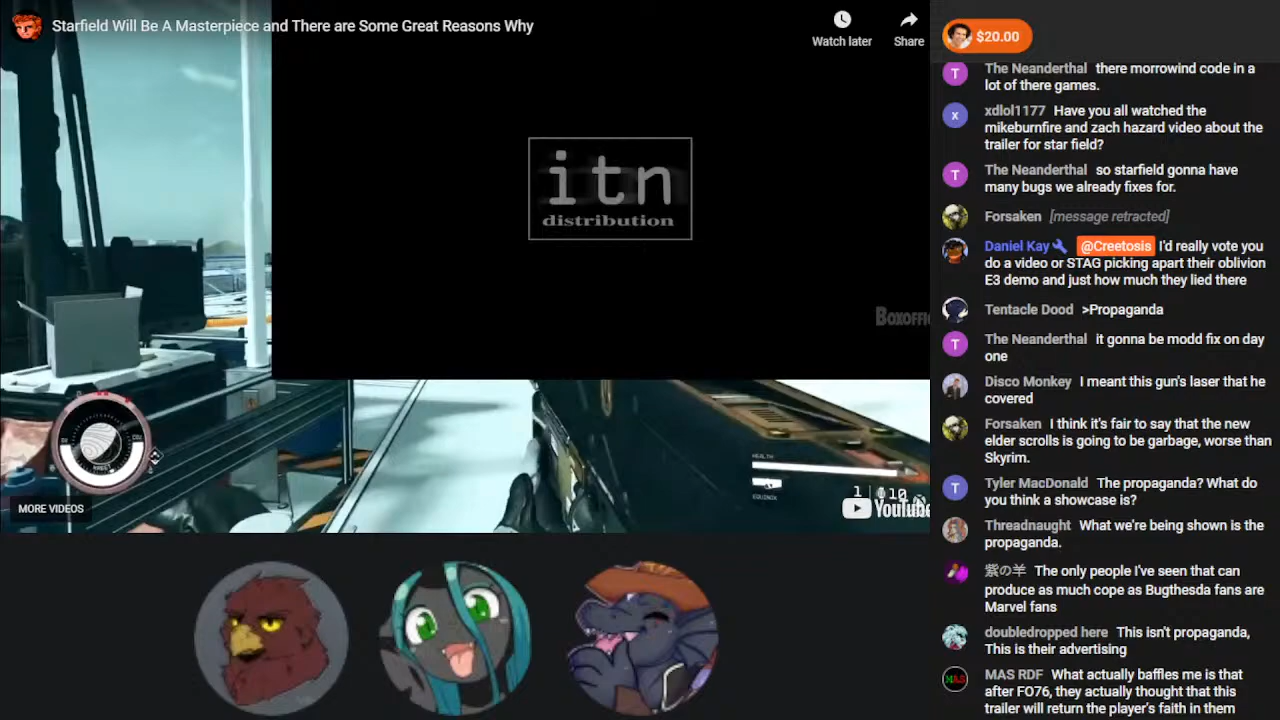 Starfield Will Be A Masterpiece and There are Some Great Reasons Why
Watch later
Share
itn
distribution
Boxoffi
HEALTH
EQUINOX
1
10
MORE VIDEOS
YouTube
$20.00
The Neanderthal there morrowind code in a
lot of there games.
xdlol1177 Have you all watched the
mikeburnfire and zach hazard video about the
trailer for star field?
The Neanderthal so starfield gonna have
many bugs we already fixes for.
Forsaken [message retracted]
Daniel Kay @Creetosis I'd really vote you
do a video or STAG picking apart their oblivion
E3 demo and just how much they lied there
Tentacle Dood >Propaganda
The Neanderthal it gonna be modd fix on day
one
Disco Monkey I meant this gun's laser that he
covered
Forsaken I think it's fair to say that the new
elder scrolls is going to be garbage, worse than
Skyrim.
Tyler MacDonald The propaganda? What do
you think a showcase is?
Threadnaught What we're being shown is the
propaganda.
紫の羊 The only people I've seen that can
produce as much cope as Bugthesda fans are
Marvel fans
doubledropped here This isn't propaganda,
This is their advertising
MAS RDF What actually baffles me is that
after FO76, they actually thought that this
trailer will return the player's faith in them